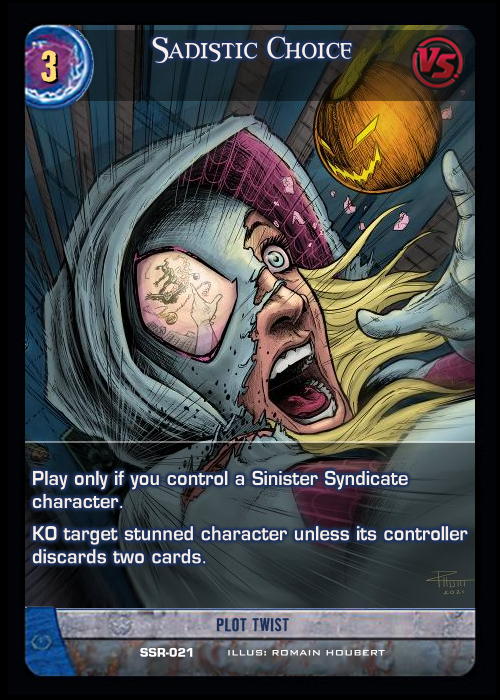 3
SADISTIC CHOICE
VS
Play only if you control a Sinister Syndicate
character.
KO target stunned character unless its controller
discards two cards.
2021
PLOT TWIST
SSR-021 ILLUS: ROMAIN HOUBERT